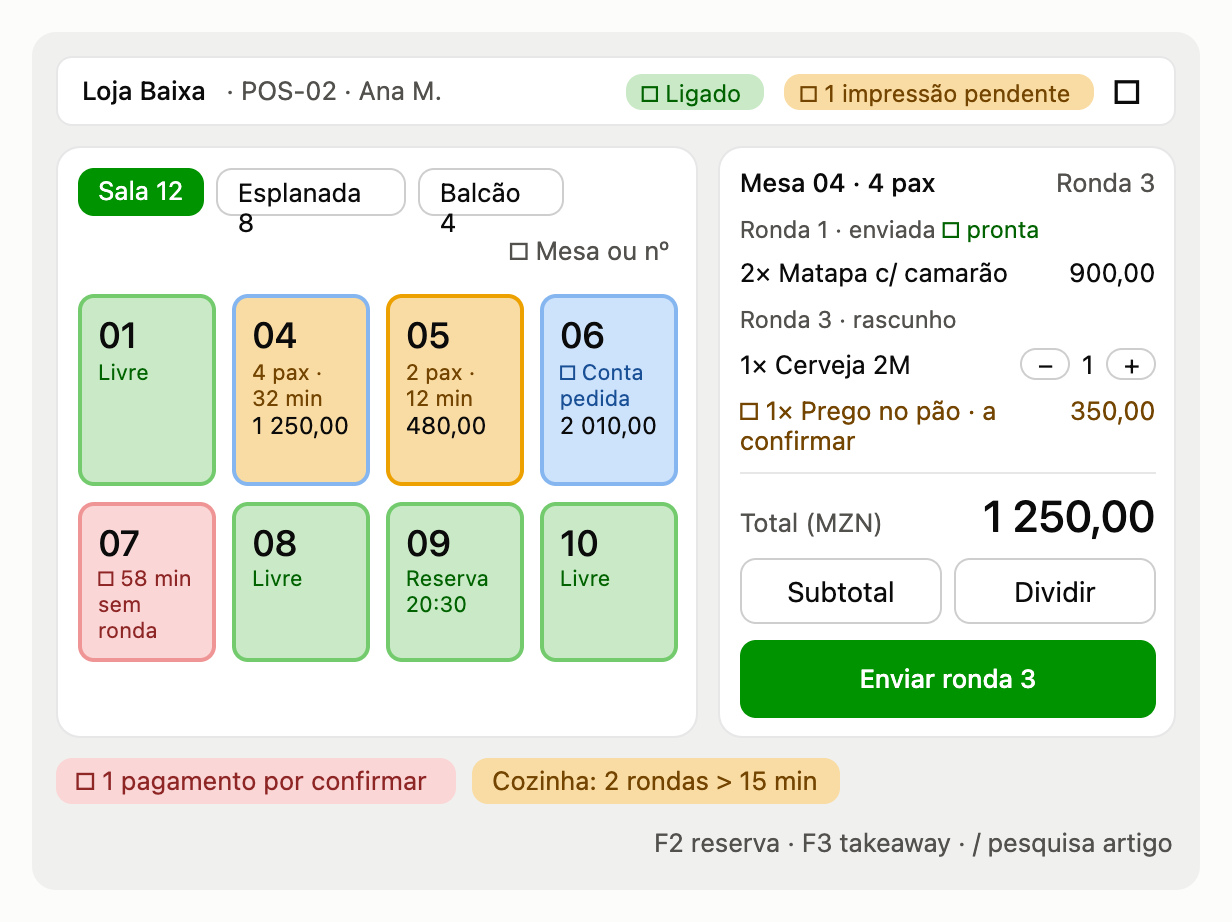 Loja Baixa · POS-02 · Ana M.
Ligado
1 impressão pendente
Sala 12
Esplanada
8
Balcão
4
Mesa ou nº
01
Livre
04
4 pax ·
32 min
1 250,00
05
2 pax ·
12 min
480,00
06
Conta
pedida
2 010,00
07
58 min
sem
ronda
08
Livre
09
Reserva
20:30
10
Livre
Mesa 04 · 4 pax
Ronda 3
Ronda 1 · enviada pronta
2× Matapa c/ camarão 900,00
Ronda 3 · rascunho
1× Cerveja 2M − 1 +
1× Prego no pão · a 350,00
confirmar
Total (MZN) 1 250,00
Subtotal
Dividir
Enviar ronda 3
1 pagamento por confirmar
Cozinha: 2 rondas > 15 min
F2 reserva · F3 takeaway · / pesquisa artigo